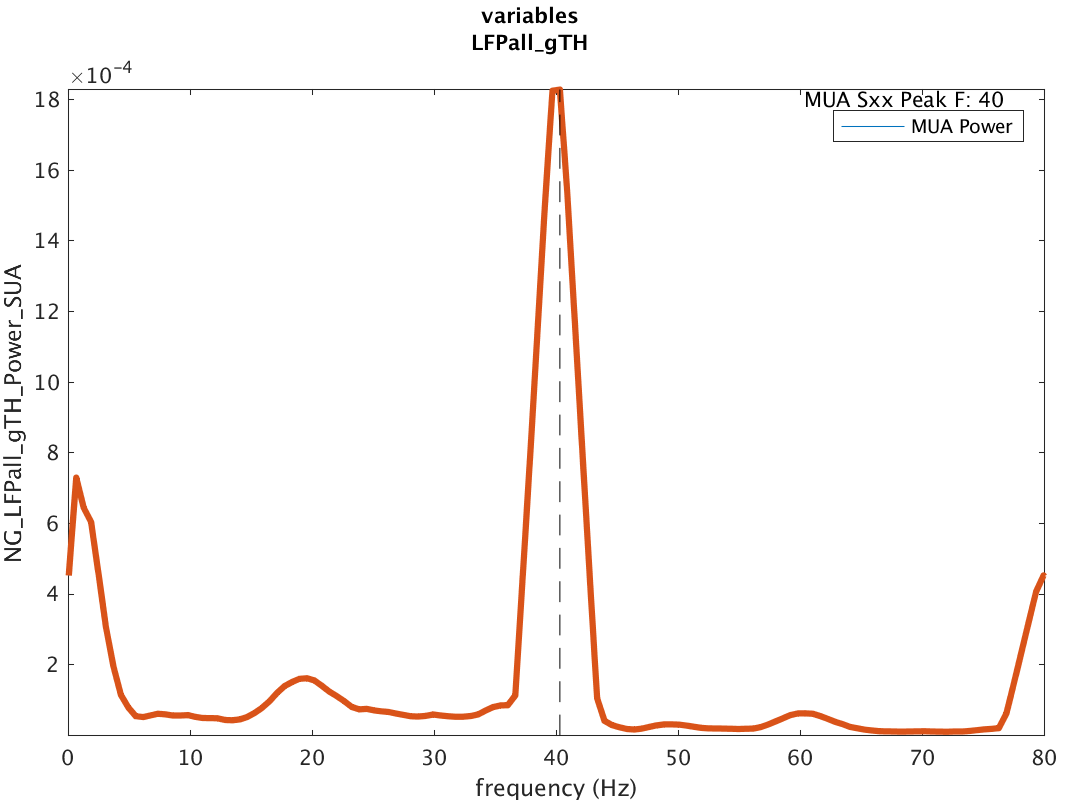 variables
LFPall_gTH
×10⁻⁴
MUA Sxx Peak F: 40
MUA Power
18
16
14
12
10
8
6
4
2
NG_LFPall_gTH_Power_SUA
0 10 20 30 40 50 60 70 80
frequency (Hz)